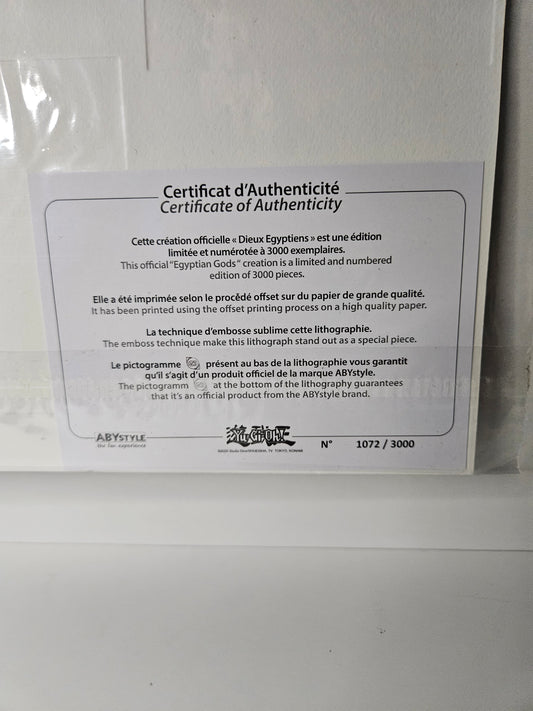 Certificat d'Authenticité
Certificate of Authenticity
Cette création officielle « Dieux Egyptiens » est une édition
limitée et numérotée à 3000 exemplaires.
This official "Egyptian Gods" creation is a limited and numbered
edition of 3000 pieces.
Elle a été imprimée selon le procédé offset sur du papier de grande qualité.
It has been printed using the offset printing process on a high quality paper.
La technique d'embosse sublime cette lithographie.
The emboss technique make this lithograph stand out as a special piece.
Le pictogramme présent au bas de la lithographie vous garantit
qu'il s'agit d'un produit officiel de la marque ABYstyle.
The pictogramm at the bottom of the lithography guarantees
that it's an official product from the ABYstyle brand.
ABYSTYLE
the fan experience
Yu-Gi-Oh!
N° 1072 / 3000